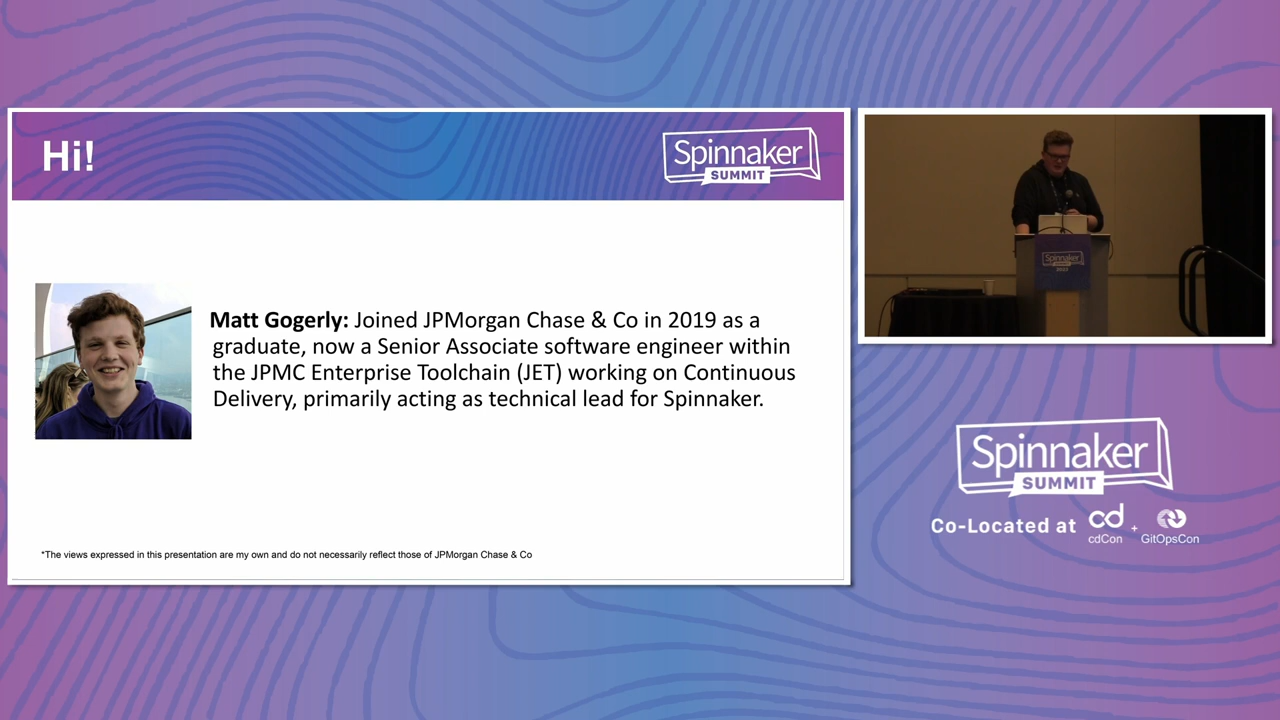 Hi!
Spinnaker
SUMMIT
Matt Gogerly: Joined JPMorgan Chase & Co in 2019 as a
graduate, now a Senior Associate software engineer within
the JPMC Enterprise Toolchain (JET) working on Continuous
Delivery, primarily acting as technical lead for Spinnaker.
*The views expressed in this presentation are my own and do not necessarily reflect those of JPMorgan Chase & Co
Spinnaker
Spinnaker
SUMMIT
Co-Located at cd + 
cdCon GitOpsCon